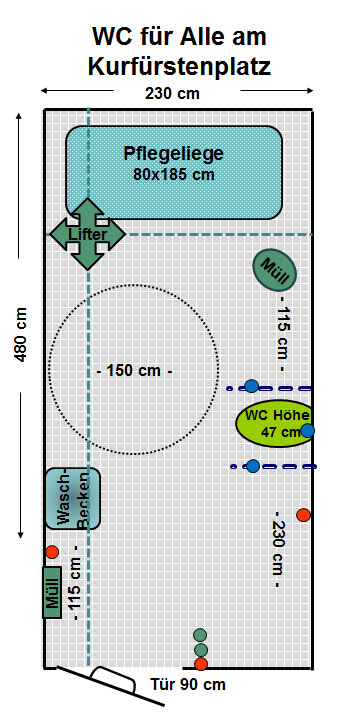 WC für Alle am
Kurfürstenplatz
230 cm
Pflegeliege
80x185 cm
Lifter
Müll
- 115 cm -
480 cm
- 150 cm -
WC Höhe
47 cm
Wasch-
Becken
- 230 cm -
Müll
- 115 cm -
Tür 90 cm